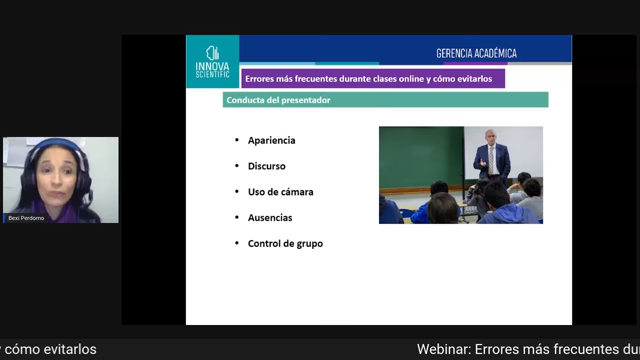 INNOVA
SCIENTIFIC
GERENCIA ACADÉMICA
Errores más frecuentes durante clases online y cómo evitarlos
Conducta del presentador
• Apariencia
• Discurso
• Uso de cámara
• Ausencias
• Control de grupo
Bexi Perdomo
y cómo evitarlos
Webinar: Errores más frecuentes du